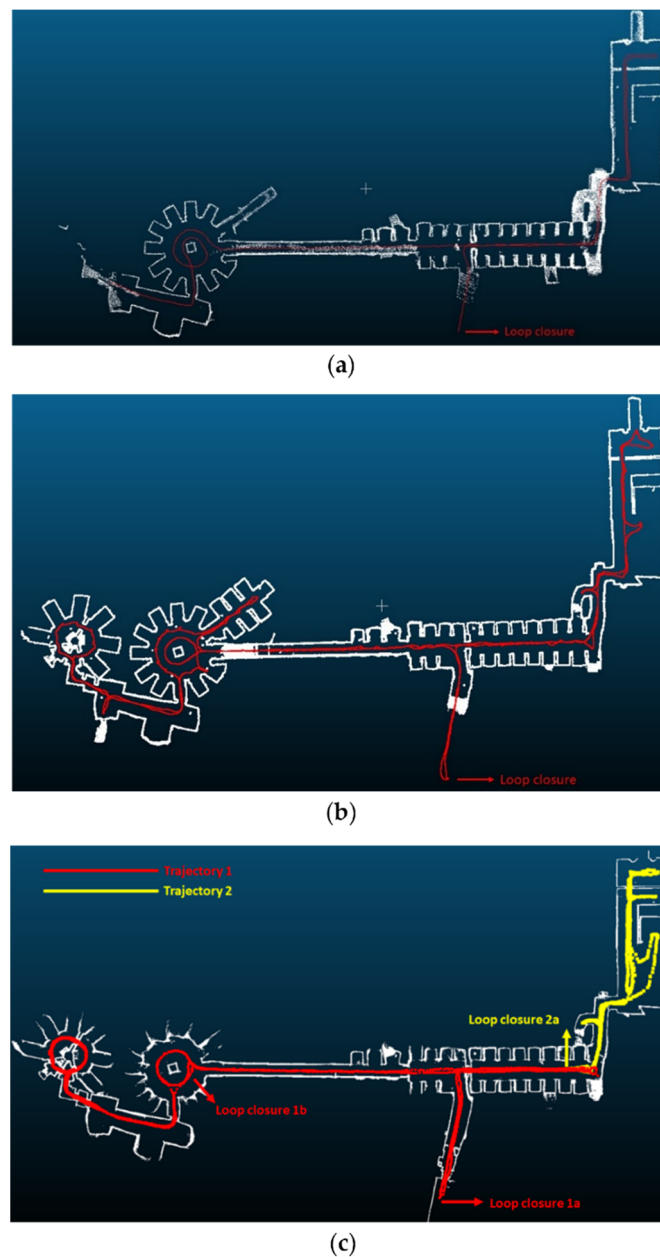 Loop closure
(a)
Loop closure
(b)
Trajectory 1
Trajectory 2
Loop closure 2a
Loop closure 1b
Loop closure 1a
(c)